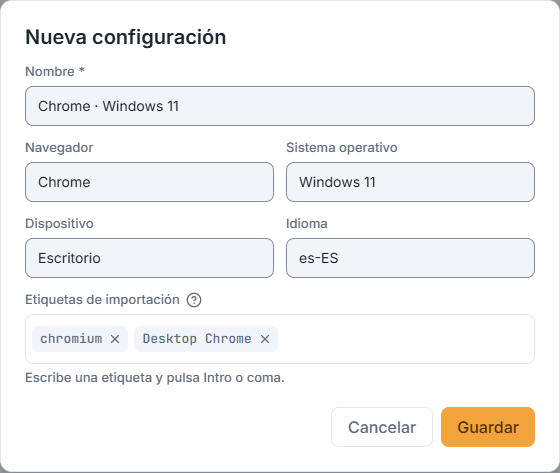 Nueva configuración
Nombre *
Chrome · Windows 11
Navegador
Sistema operativo
Chrome
Windows 11
Dispositivo
Idioma
Escritorio
es-ES
Etiquetas de importación ?
chromium ×
Desktop Chrome ×
Escribe una etiqueta y pulsa Intro o coma.
Cancelar
Guardar